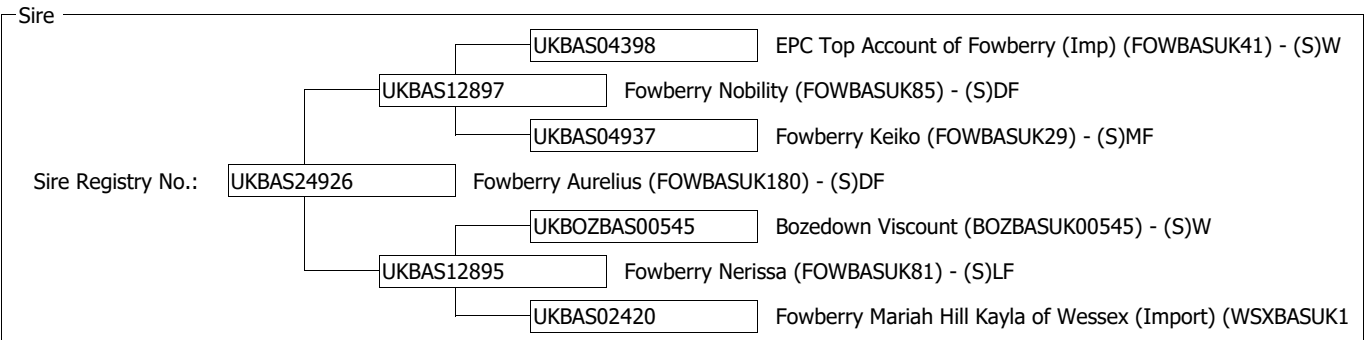 Sire
UKBAS04398 EPC Top Account of Fowberry (Imp) (FOWBASUK41) - (S)W
UKBAS12897 Fowberry Nobility (FOWBASUK85) - (S)DF
UKBAS04937 Fowberry Keiko (FOWBASUK29) - (S)MF
Sire Registry No.: UKBAS24926 Fowberry Aurelius (FOWBASUK180) - (S)DF
UKBOZBAS00545 Bozedown Viscount (BOZBASUK00545) - (S)W
UKBAS12895 Fowberry Nerissa (FOWBASUK81) - (S)LF
UKBAS02420 Fowberry Mariah Hill Kayla of Wessex (Import) (WSXBASUK1